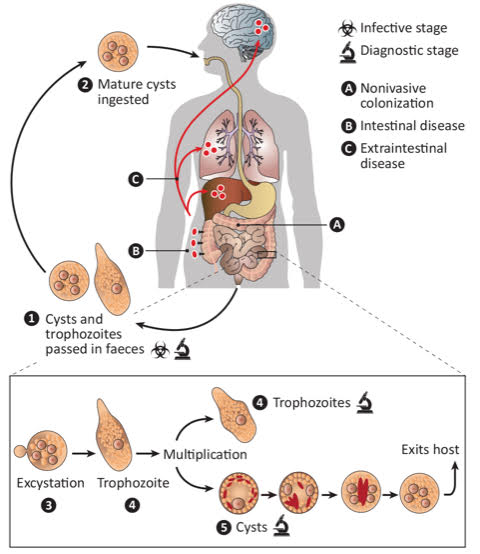 Infective stage
Diagnostic stage
A Nonivasive
colonization
B Intestinal disease
C Extraintestinal
disease
2 Mature cysts
ingested
C
A
B
1 Cysts and
trophozoites
passed in faeces
4 Trophozoites
Exits host
Multiplication
Excystation
3
Trophozoite
4
5 Cysts